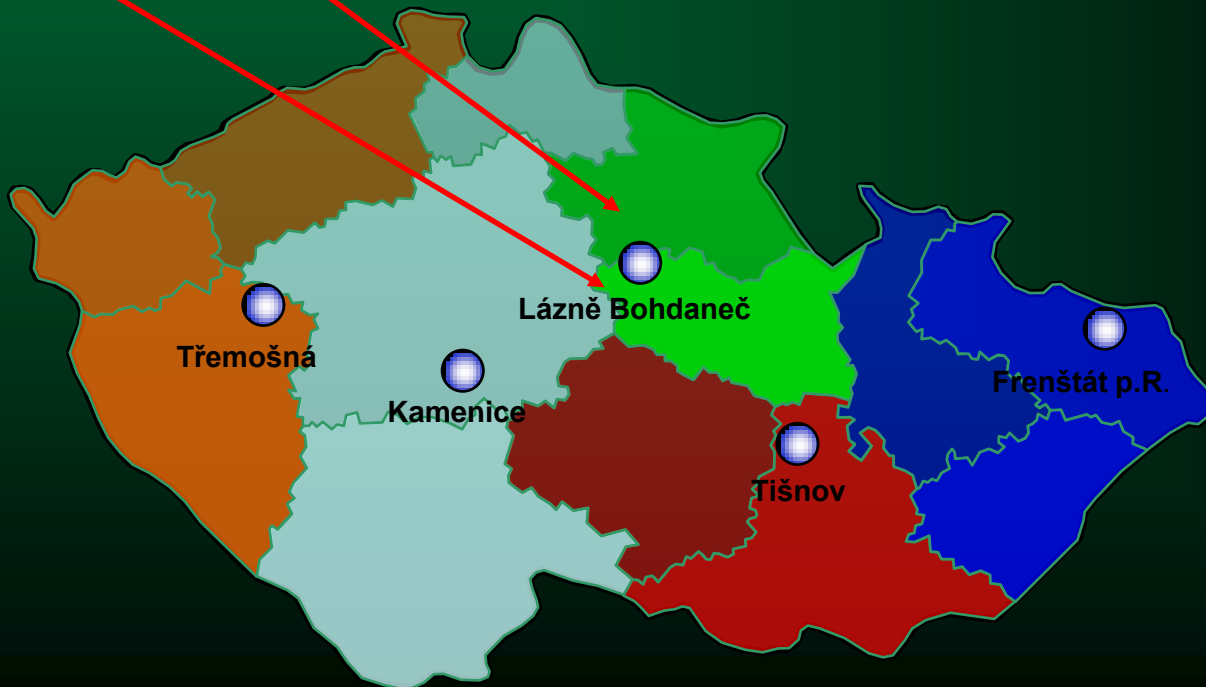 Lázně Bohdaneč
Třemošná
Frenštát p.R.
Kamenice
Tišnov